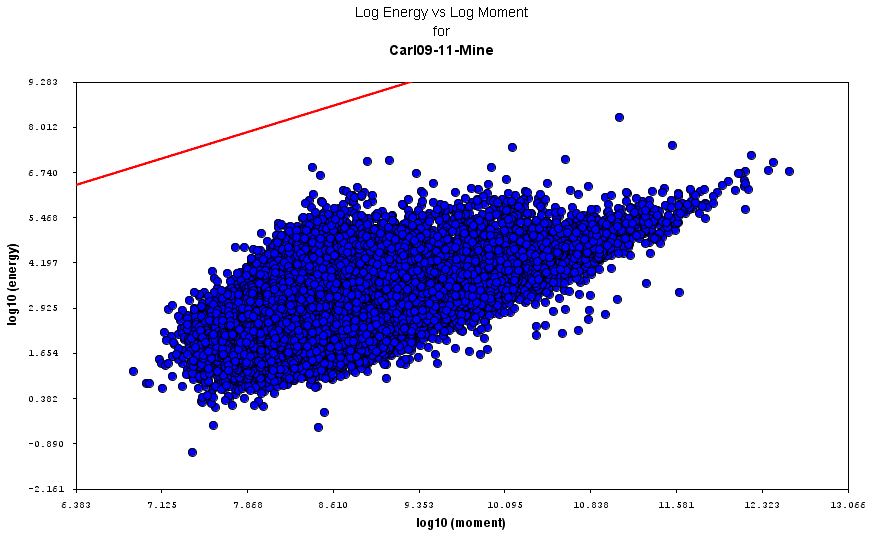 Log Energy vs Log Moment
for
Carl09-11-Mine
9.283
8.012
6.740
5.468
4.197
2.925
1.654
0.382
-0.890
-2.161
log10 (energy)
6.383 7.125 7.868 8.610 9.353 10.095 10.838 11.581 12.323 13.066
log10 (moment)